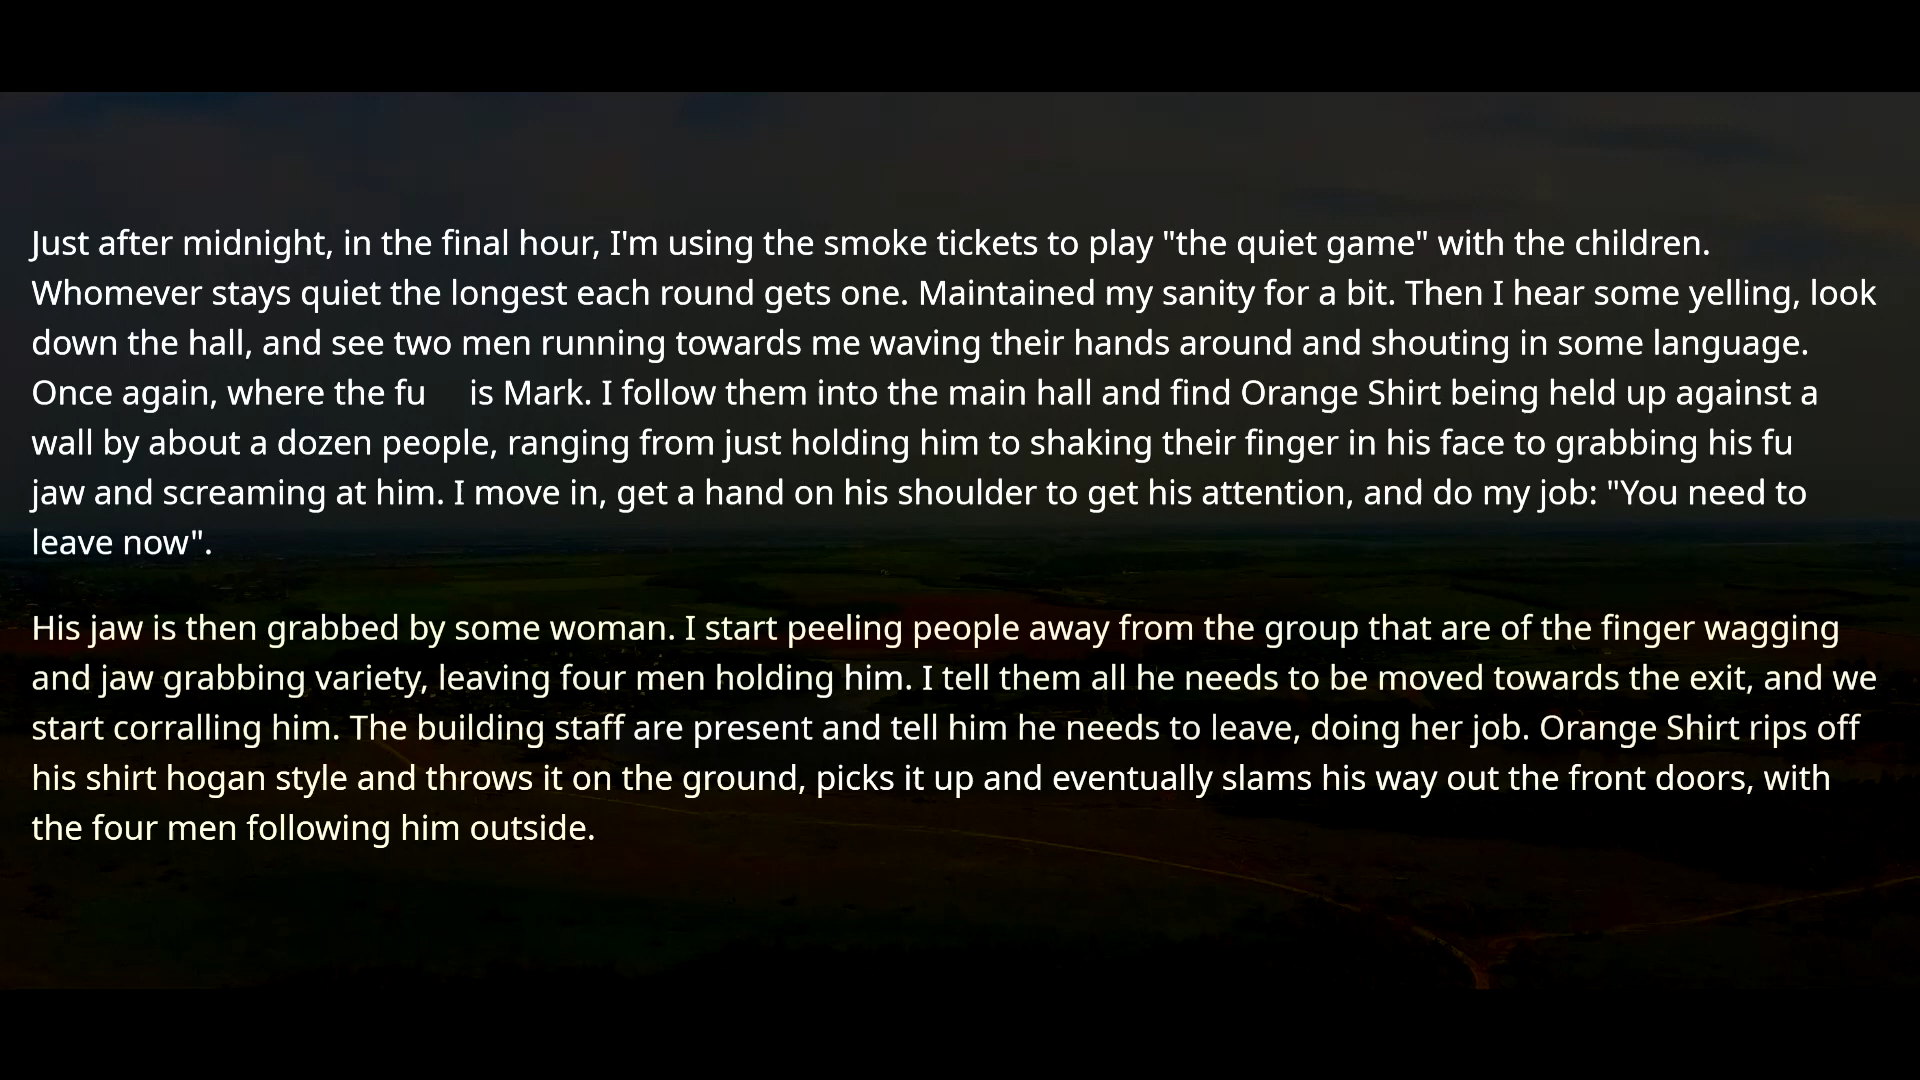 Just after midnight, in the final hour, I'm using the smoke tickets to play "the quiet game" with the children.
Whomever stays quiet the longest each round gets one. Maintained my sanity for a bit. Then I hear some yelling, look
down the hall, and see two men running towards me waving their hands around and shouting in some language.
Once again, where the fu is Mark. I follow them into the main hall and find Orange Shirt being held up against a
wall by about a dozen people, ranging from just holding him to shaking their finger in his face to grabbing his fu
jaw and screaming at him. I move in, get a hand on his shoulder to get his attention, and do my job: "You need to
leave now".
His jaw is then grabbed by some woman. I start peeling people away from the group that are of the finger wagging
and jaw grabbing variety, leaving four men holding him. I tell them all he needs to be moved towards the exit, and we
start corralling him. The building staff are present and tell him he needs to leave, doing her job. Orange Shirt rips off
his shirt hogan style and throws it on the ground, picks it up and eventually slams his way out the front doors, with
the four men following him outside.